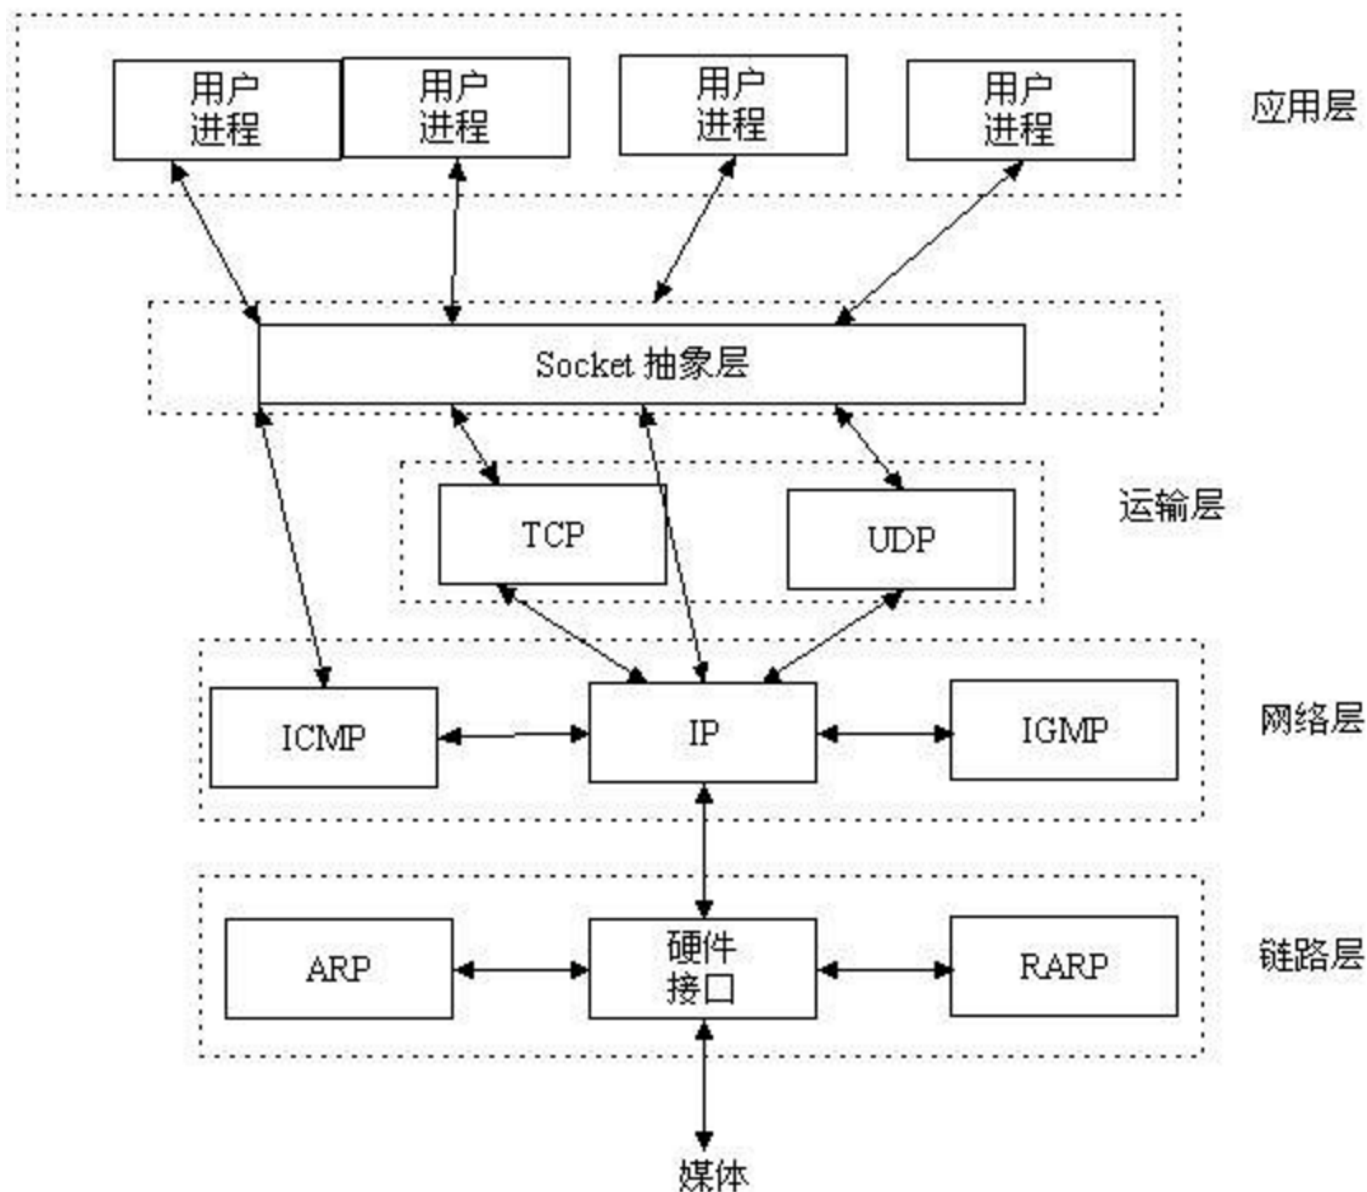 用户
进程
用户
进程
用户
进程
用户
进程
应用层
Socket 抽象层
TCP
UDP
运输层
ICMP
IP
IGMP
网络层
ARP
硬件
接口
RARP
链路层
媒体